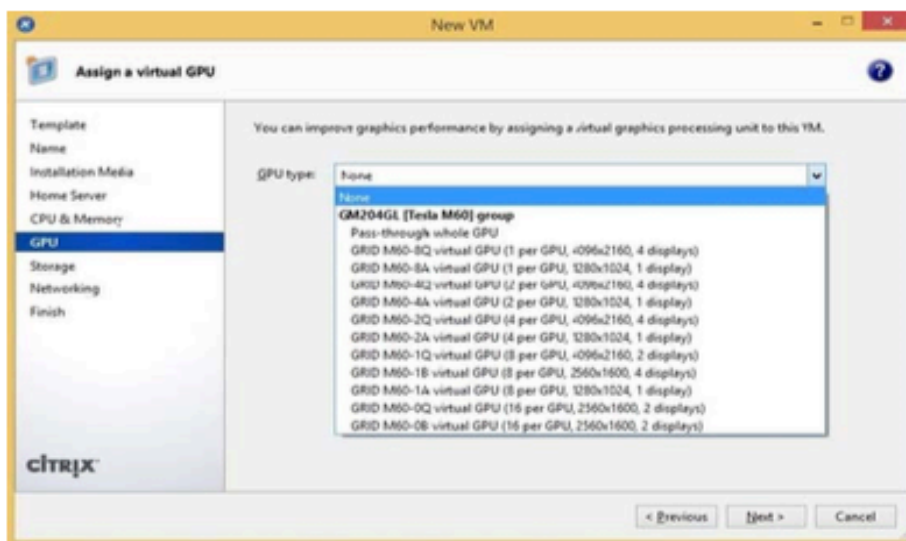 New VM
Assign a virtual GPU
Template
Name
Installation Media
Home Server
CPU & Memory
GPU
Storage
Networking
Finish
CİTRIX
You can improve graphics performance by assigning a virtual graphics processing unit to this VM.
GPU type: None
None
GM204GL [Tesla M60] group
Pass-through whole GPU
GRID M60-8Q virtual GPU (1 per GPU, 4096x2160, 4 displays)
GRID M60-8A virtual GPU (1 per GPU, 1280x1024, 1 display)
GRID M60-4Q virtual GPU (2 per GPU, 4096x2160, 4 displays)
GRID M60-4A virtual GPU (2 per GPU, 1280x1024, 1 display)
GRID M60-2Q virtual GPU (4 per GPU, 4096x2160, 4 displays)
GRID M60-2A virtual GPU (4 per GPU, 1280x1024, 1 display)
GRID M60-1Q virtual GPU (8 per GPU, 4096x2160, 2 displays)
GRID M60-1B virtual GPU (8 per GPU, 2560x1600, 4 displays)
GRID M60-1A virtual GPU (8 per GPU, 1280x1024, 1 display)
GRID M60-0Q virtual GPU (16 per GPU, 2560x1600, 2 displays)
GRID M60-0B virtual GPU (16 per GPU, 2560x1600, 2 displays)
< Previous
Next >
Cancel